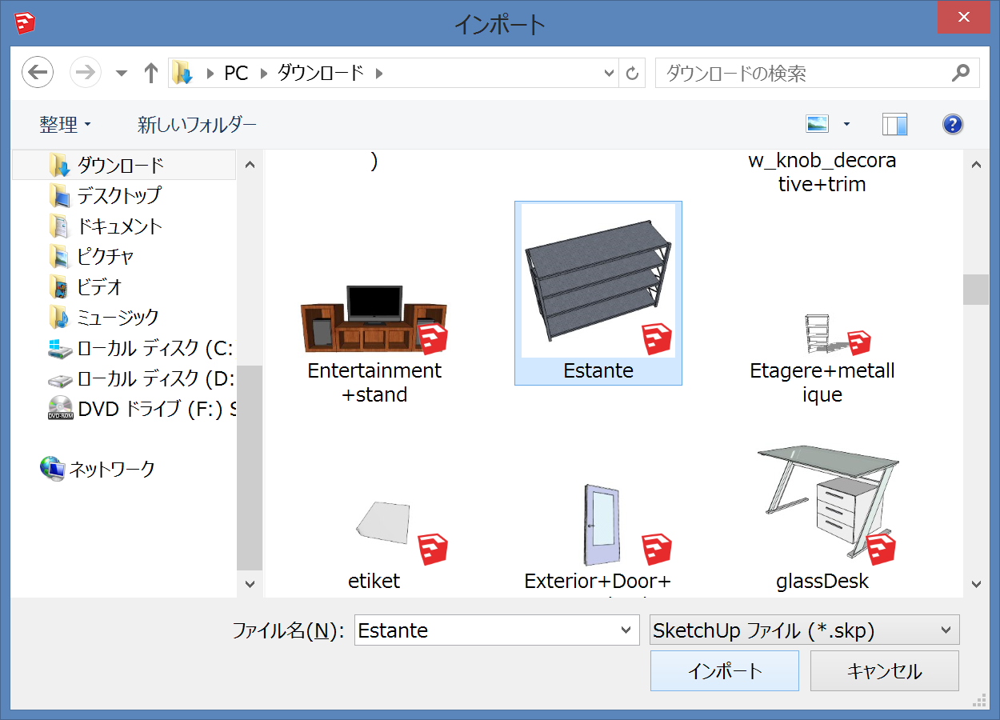 インポート
PC
ダウンロード
ダウンロードの検索
整理
新しいフォルダー
ダウンロード
デスクトップ
ドキュメント
ピクチャ
ビデオ
ミュージック
ローカル ディスク (C:
ローカル ディスク (D:
DVD ドライブ (F:) S
DVD-ROM
ネットワーク
)
w_knob_decora
tive+trim
Entertainment
+stand
Estante
Etagere+metall
ique
etiket
Exterior+Door+
glassDesk
ファイル名(N):
Estante
SketchUp ファイル (*.skp)
インポート
キャンセル